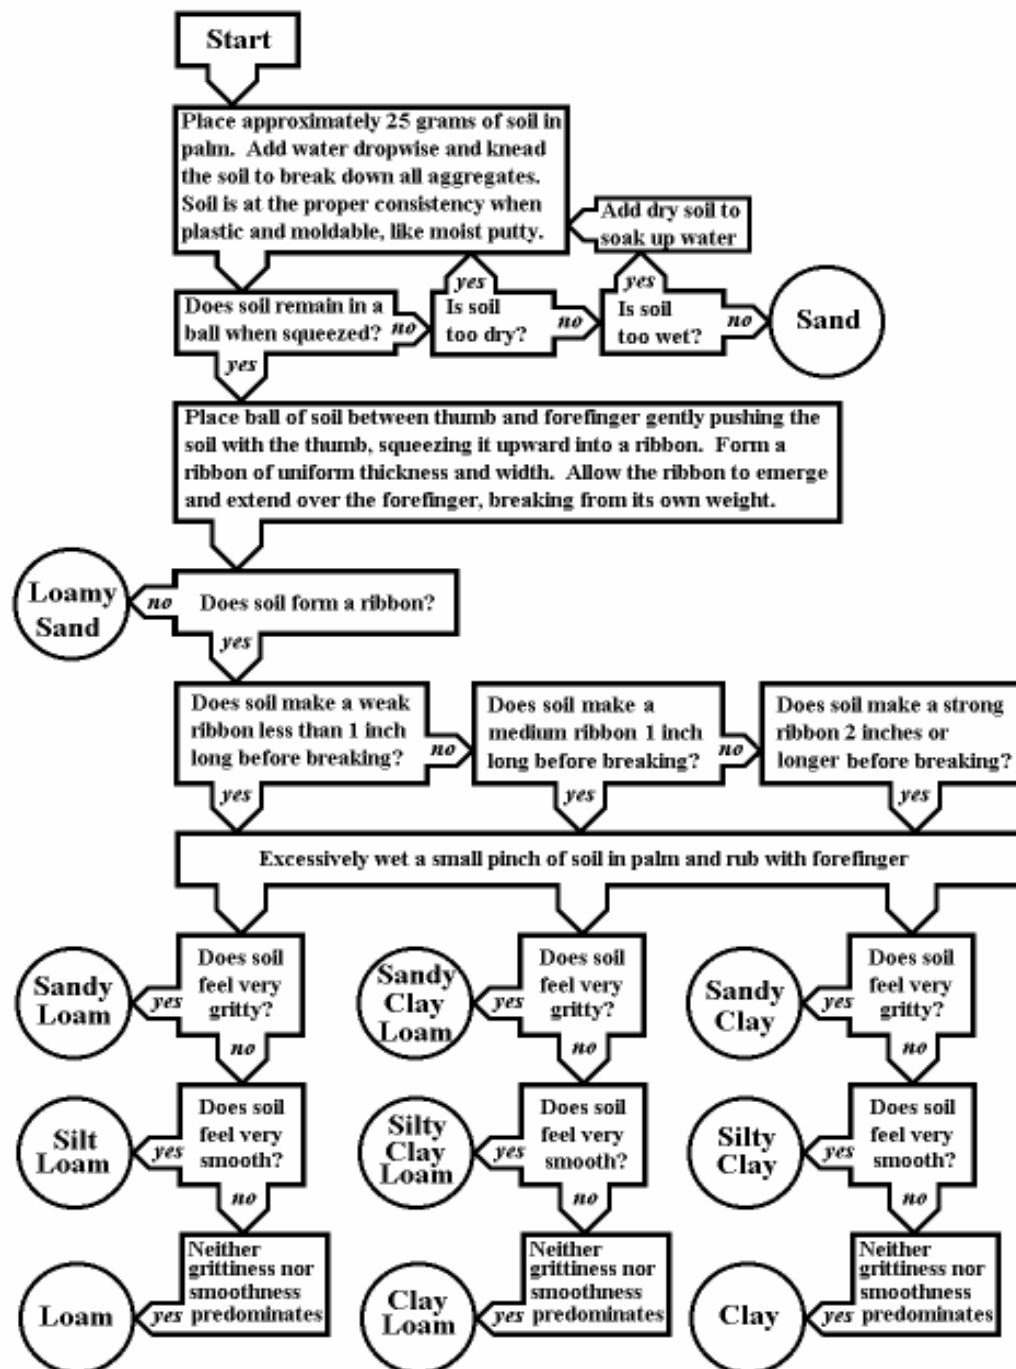 Start
Place approximately 25 grams of soil in
palm. Add water dropwise and knead
the soil to break down all aggregates.
Soil is at the proper consistency when
plastic and moldable, like moist putty.
Add dry soil to
soak up water
yes
yes
Does soil remain in a
ball when squeezed?
no
Is soil
too dry?
no
Is soil
too wet?
no
Sand
yes
Place ball of soil between thumb and forefinger gently pushing the
soil with the thumb, squeezing it upward into a ribbon. Form a
ribbon of uniform thickness and width. Allow the ribbon to emerge
and extend over the forefinger, breaking from its own weight.
Loamy
Sand
no
Does soil form a ribbon?
yes
Does soil make a weak
ribbon less than 1 inch
long before breaking?
no
Does soil make a
medium ribbon 1 inch
long before breaking?
no
Does soil make a strong
ribbon 2 inches or
longer before breaking?
yes
yes
yes
Excessively wet a small pinch of soil in palm and rub with forefinger
Sandy
Loam
yes
Does soil
feel very
gritty?
no
Sandy
Clay
Loam
yes
Does soil
feel very
gritty?
no
Sandy
Clay
yes
Does soil
feel very
gritty?
no
Silt
Loam
yes
Does soil
feel very
smooth?
no
Silty
Clay
Loam
yes
Does soil
feel very
smooth?
no
Silty
Clay
yes
Does soil
feel very
smooth?
no
Loam
yes
Neither
grittiness nor
smoothness
predominates
Clay
Loam
yes
Neither
grittiness nor
smoothness
predominates
Clay
yes
Neither
grittiness nor
smoothness
predominates